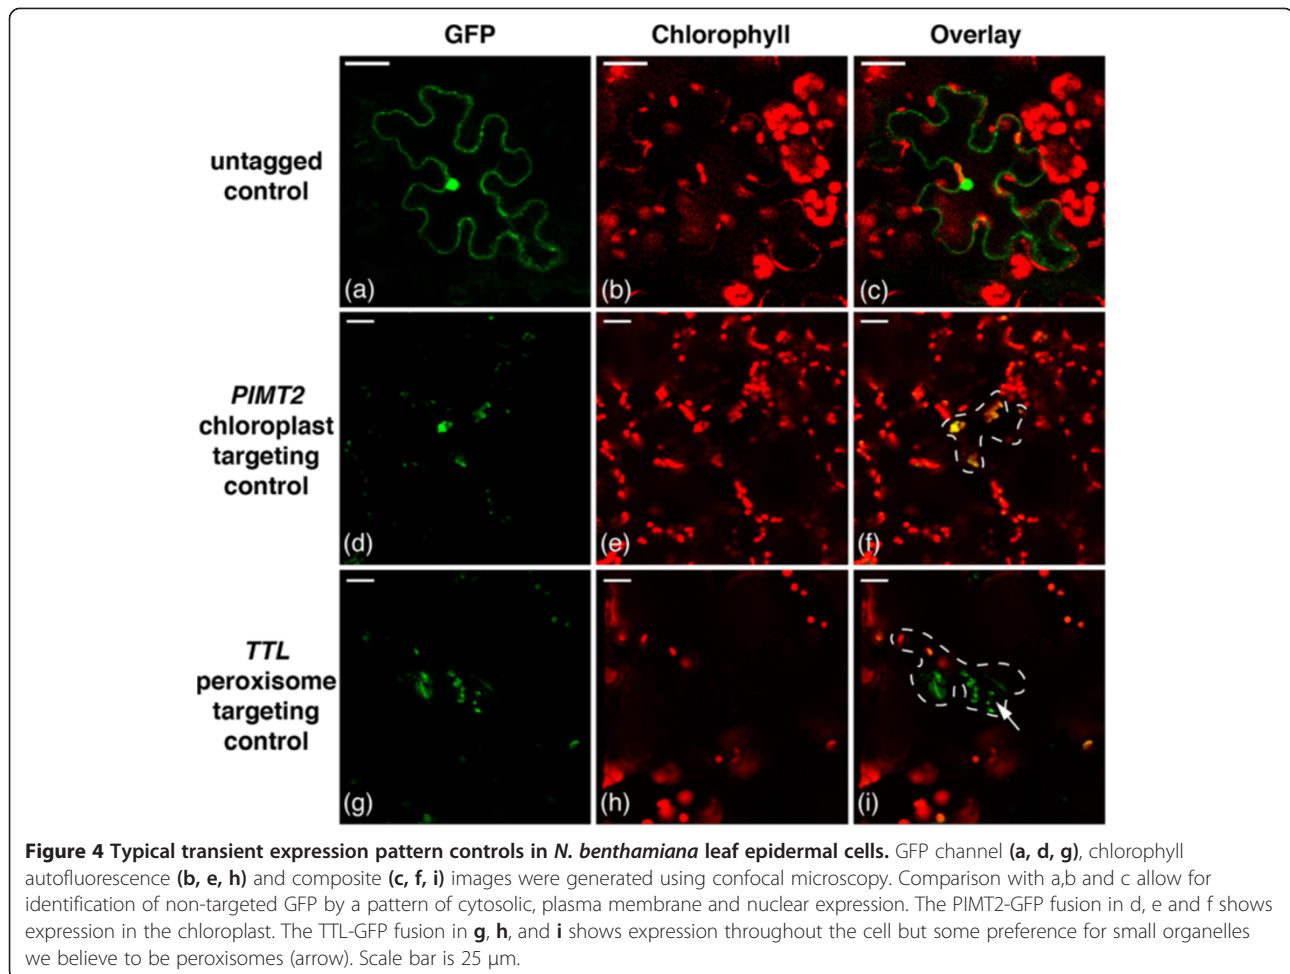 GFP Chlorophyll Overlay
untagged
control
(a) (b) (c)
PIMT2
chloroplast
targeting
control
(d) (e) (f)
TTL
peroxisome
targeting
control
(g) (h) (i)
Figure 4 Typical transient expression pattern controls in N. benthamiana leaf epidermal cells. GFP channel (a, d, g), chlorophyll
autofluorescence (b, e, h) and composite (c, f, i) images were generated using confocal microscopy. Comparison with a,b and c allow for
identification of non-targeted GFP by a pattern of cytosolic, plasma membrane and nuclear expression. The PIMT2-GFP fusion in d, e and f shows
expression in the chloroplast. The TTL-GFP fusion in g, h, and i shows expression throughout the cell but some preference for small organelles
we believe to be peroxisomes (arrow). Scale bar is 25 μm.